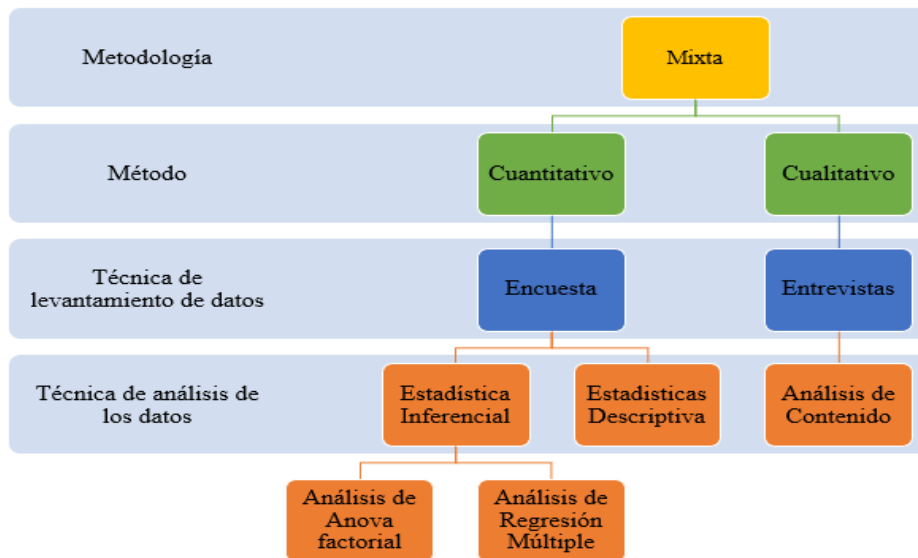 Metodología
Mixta
Método
Cuantitativo
Cualitativo
Técnica de
levantamiento de datos
Encuesta
Entrevistas
Técnica de análisis de
los datos
Estadística
Inferencial
Estadisticas
Descriptiva
Análisis de
Contenido
Análisis de
Anova
factorial
Análisis de
Regresión
Múltiple